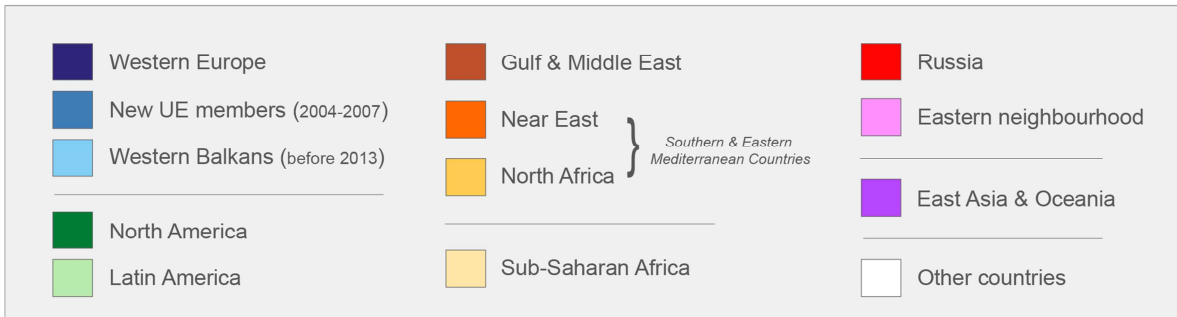 Western Europe
New UE members (2004-2007)
Western Balkans (before 2013)
North America
Latin America
Gulf & Middle East
Near East
North Africa
} Southern & Eastern
Mediterranean Countries
Sub-Saharan Africa
Russia
Eastern neighbourhood
East Asia & Oceania
Other countries